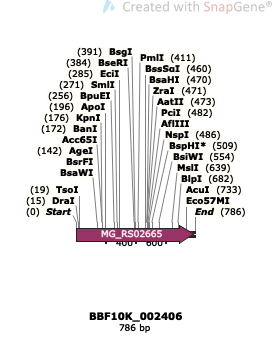 Created with SnapGene®
(391) BsgI
(384) BseRI
(285) EciI
(271) SmlI
(256) BpuEI
(196) ApoI
(176) KpnI
(172) BanI
Acc65I
(142) AgeI
BsrFI
BsaWI
(19) TsoI
(15) DraI
(0) Start
PmlI (411)
BssSαI (460)
BsaHI (470)
ZraI (471)
AatII (473)
PciI (482)
AflIII
NspI (486)
BspHI* (509)
BsiWI (554)
MslI (639)
BlpI (682)
AcuI (733)
Eco57MI
End (786)
MG_RS02665
400 600
BBF10K_002406
786 bp